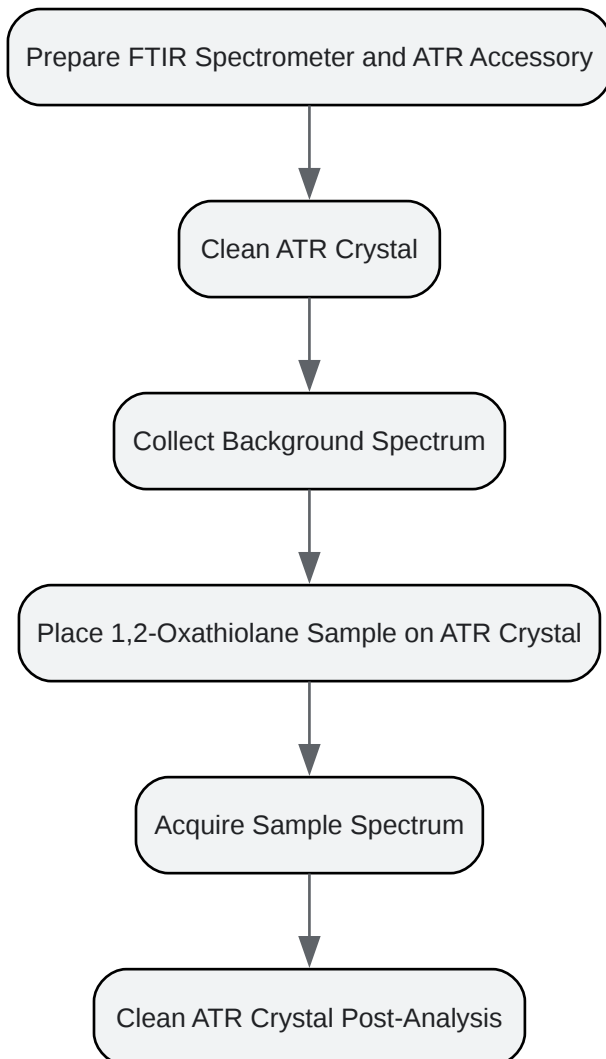 Prepare FTIR Spectrometer and ATR Accessory
Clean ATR Crystal
Collect Background Spectrum
Place 1,2-Oxathiolane Sample on ATR Crystal
Acquire Sample Spectrum
Clean ATR Crystal Post-Analysis